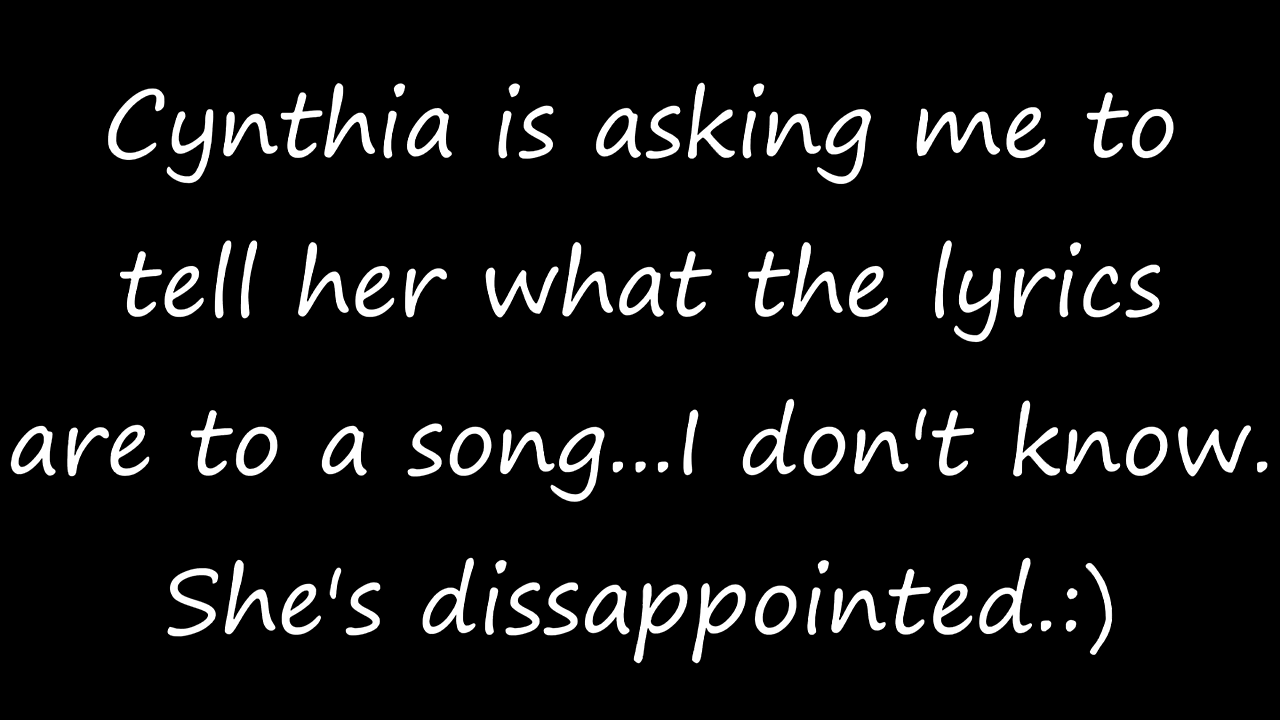 Cynthia is asking me to
tell her what the lyrics
are to a song...I don't know.
She's dissappointed.:)